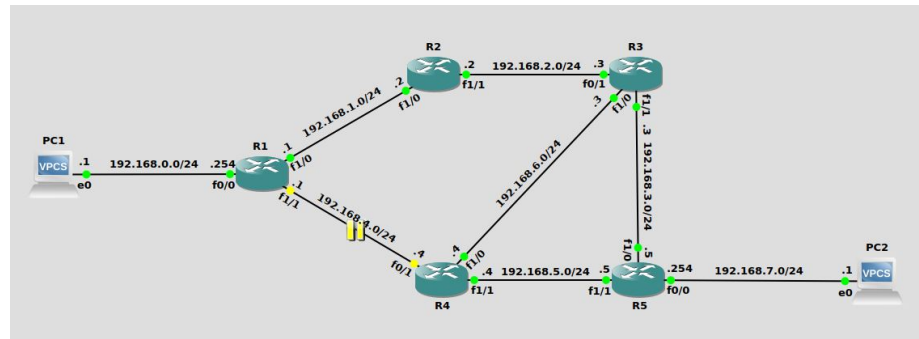 R2
R3
.2
192.168.2.0/24
.3
f1/1
f0/1
.2
f1/0
192.168.1.0/24
.3
f1/0
f1/1
.3
192.168.3.0/24
.5
f1/0
PC1
VPCS
.1
192.168.0.0/24
.254
e0
f0/0
R1
.1
f1/0
.1
f1/1
192.168.4.0/24
.4
f0/1
192.168.6.0/24
.4
f1/0
R4
.4
192.168.5.0/24
.5
f1/1
f1/1
R5
.254
192.168.7.0/24
.1
f0/0
e0
PC2
VPCS